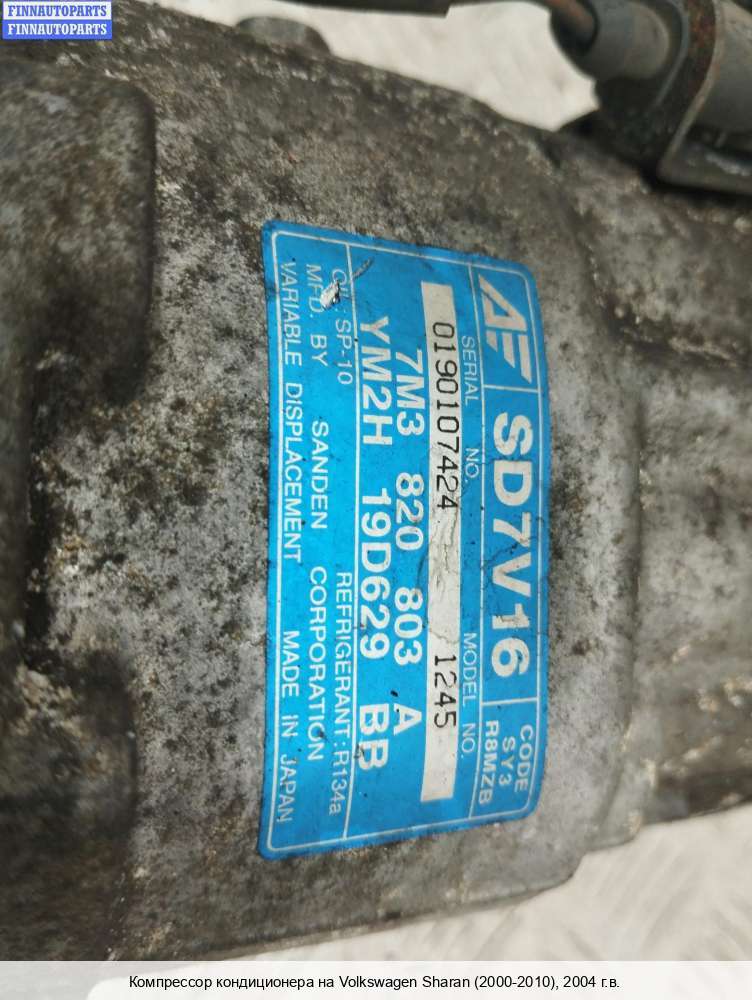 FINNAUTOPARTS
FINNAUTOPARTS
SD7V16
CODE
SY3
R8MZB
SERIAL NO. MODEL NO.
0190107424 1245
7M3 820 803 A
YM2H 19D629 BB
OIL: SP-10 REFRIGERANT: R134a
MFD. BY SANDEN CORPORATION
VARIABLE DISPLACEMENT MADE IN JAPAN
Компрессор кондиционера на Volkswagen Sharan (2000-2010), 2004 г.в.